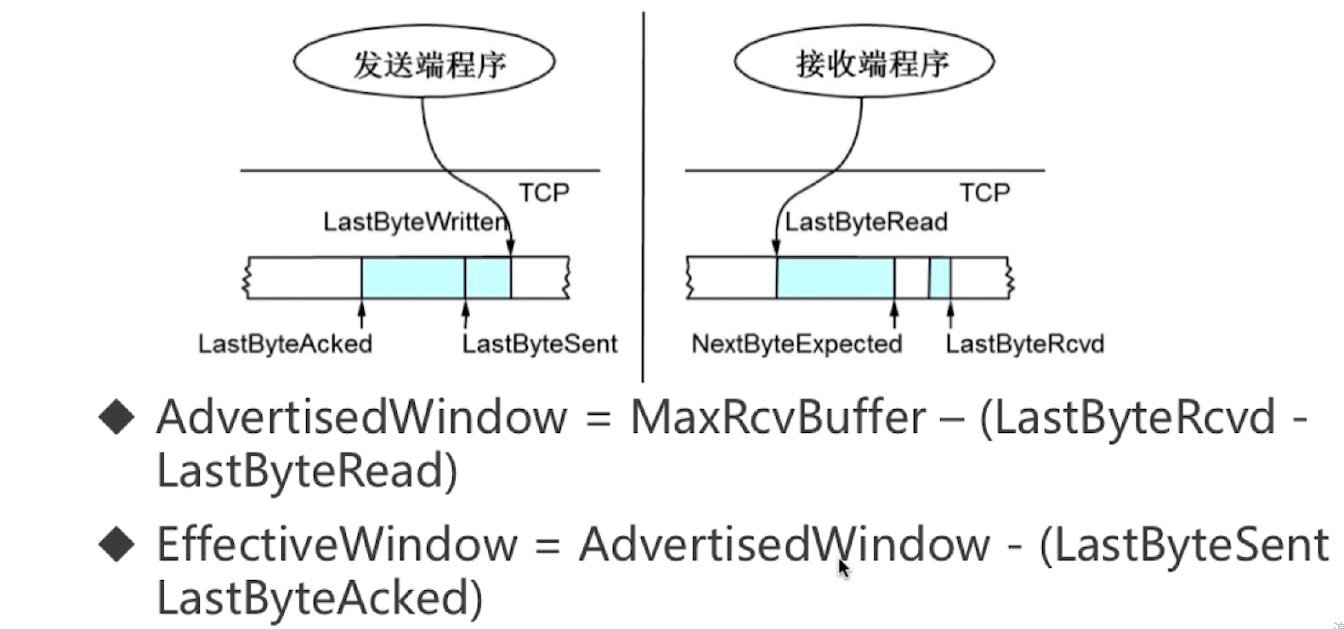 发送端程序
接收端程序
TCP
TCP
LastByteWritten
LastByteRead
LastByteAcked
LastByteSent
NextByteExpected
LastByteRcvd
◆ AdvertisedWindow = MaxRcvBuffer – (LastByteRcvd -
LastByteRead)
◆ EffectiveWindow = AdvertisedWindow - (LastByteSent
LastByteAcked)